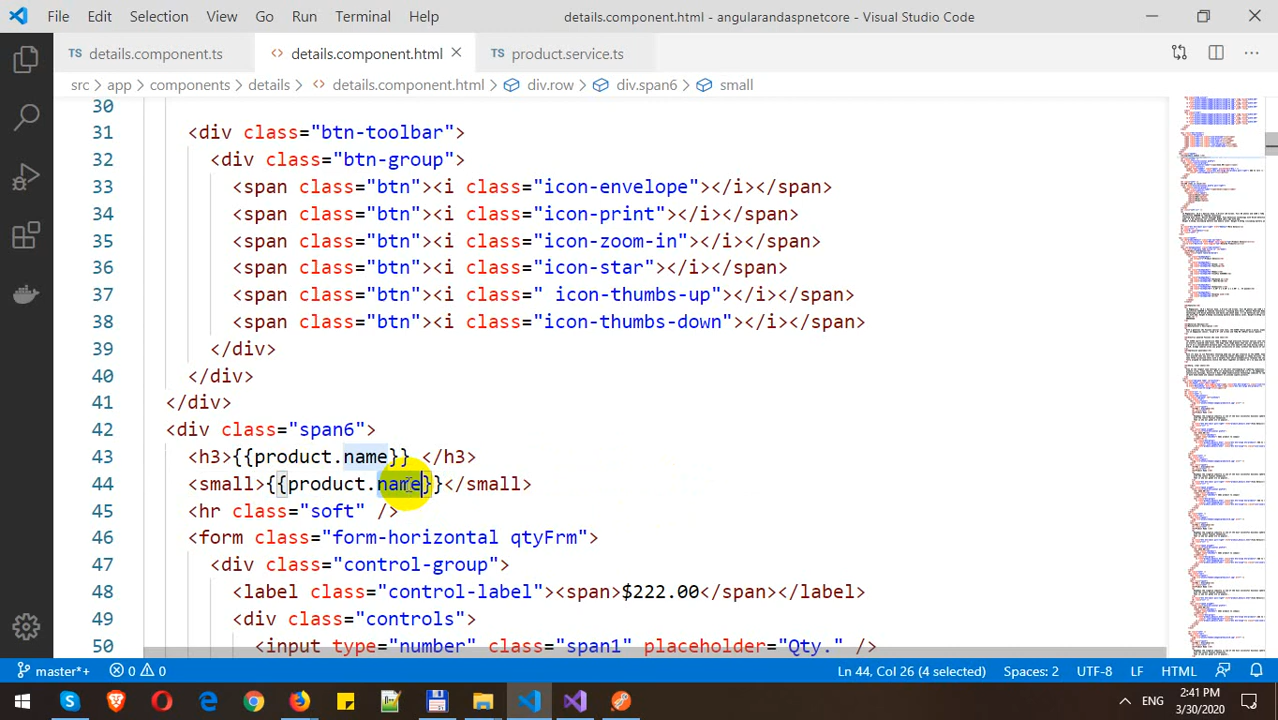 File Edit Selection View Go Run Terminal Help details.component.html - angularandaspnetcore - Visual Studio Code
TS details.component.ts <> details.component.html TS product.service.ts
src > app > components > details > <> details.component.html > div.row > div.span6 > small
30
31 <div class="btn-toolbar">
32 <div class="btn-group">
33 <span class="btn"><i class="icon-envelope"></i></span>
34 <span class="btn"><i class="icon-print"></i></span>
35 <span class="btn"><i class="icon-zoom-in"></i></span>
36 <span class="btn"><i class="icon-star"></i></span>
37 <span class="btn"><i class=" icon-thumbs-up"></i></span>
38 <span class="btn"><i class="icon-thumbs-down"></i></span>
39 </div>
40 </div>
41 </div>
42 <div class="span6">
43 <h3>{{product.name}} </h3>
44 <small>{{product.name}}</small>
45 <hr class="soft" />
46 <form class="form-horizontal qtyFrm">
47 <div class="control-group">
48 <label class="control-label"><span>$222.00</span></label>
49 <div class="controls">
50 <input type="number" class="span1" placeholder="Qty." />
master*+ 0 0 Ln 44, Col 26 (4 selected) Spaces: 2 UTF-8 LF HTML
ENG 2:41 PM
3/30/2020